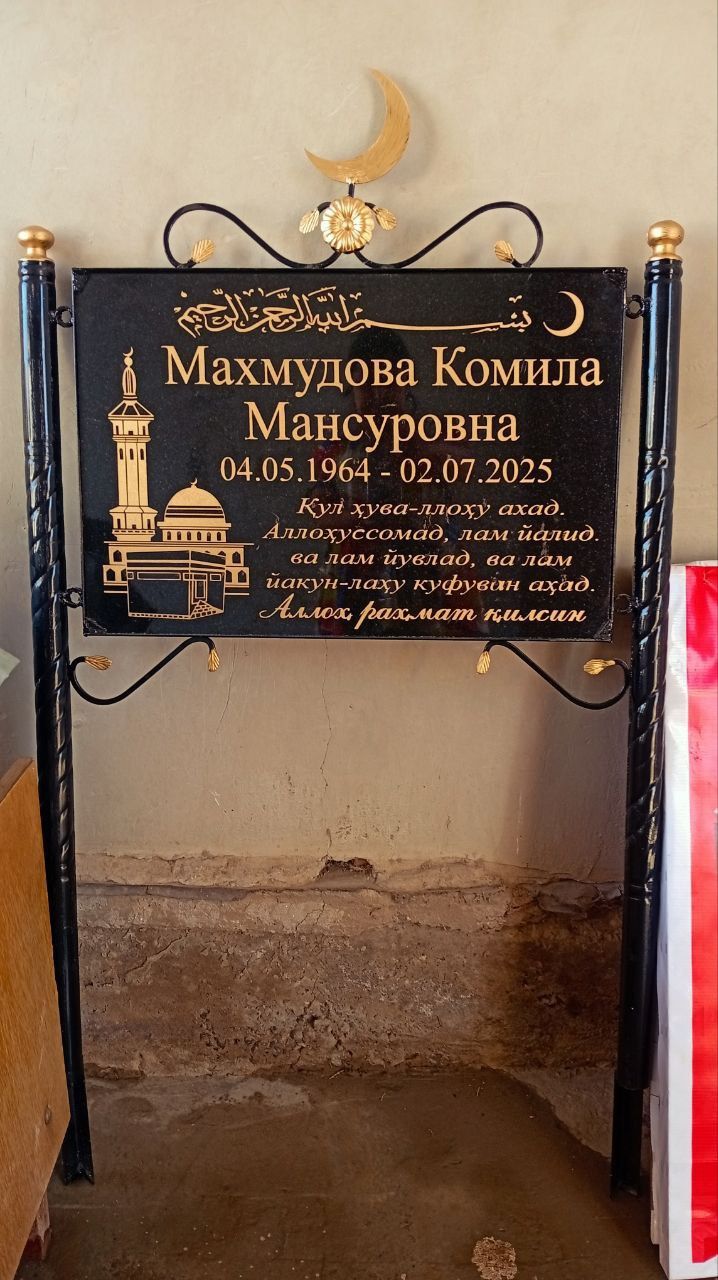 بسم الله الرحمن الرحيم
Махмудова Комила
Мансуровна
04.05.1964 - 02.07.2025
Қул ҳува-ллоҳу ахад.
Аллоҳуссомад, лам йалид.
ва лам йувлад, ва лам
йакун-лаҳу куфуван аҳад.
Аллоҳ раҳмат қилсин